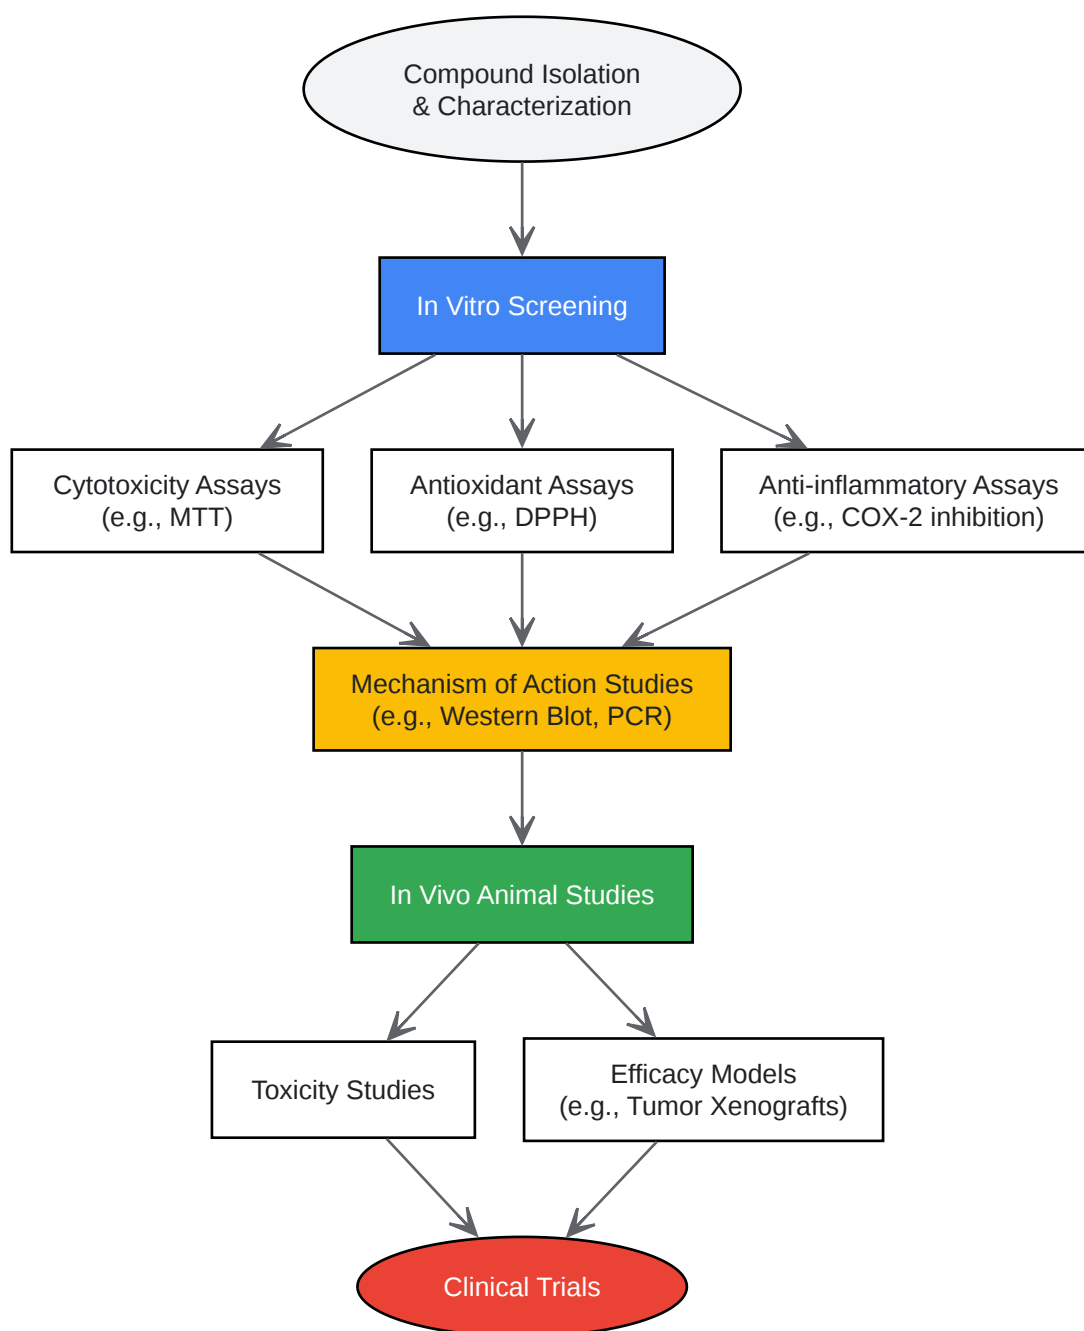 Compound Isolation
& Characterization
In Vitro Screening
Cytotoxicity Assays
(e.g., MTT)
Antioxidant Assays
(e.g., DPPH)
Anti-inflammatory Assays
(e.g., COX-2 inhibition)
Mechanism of Action Studies
(e.g., Western Blot, PCR)
In Vivo Animal Studies
Toxicity Studies
Efficacy Models
(e.g., Tumor Xenografts)
Clinical Trials